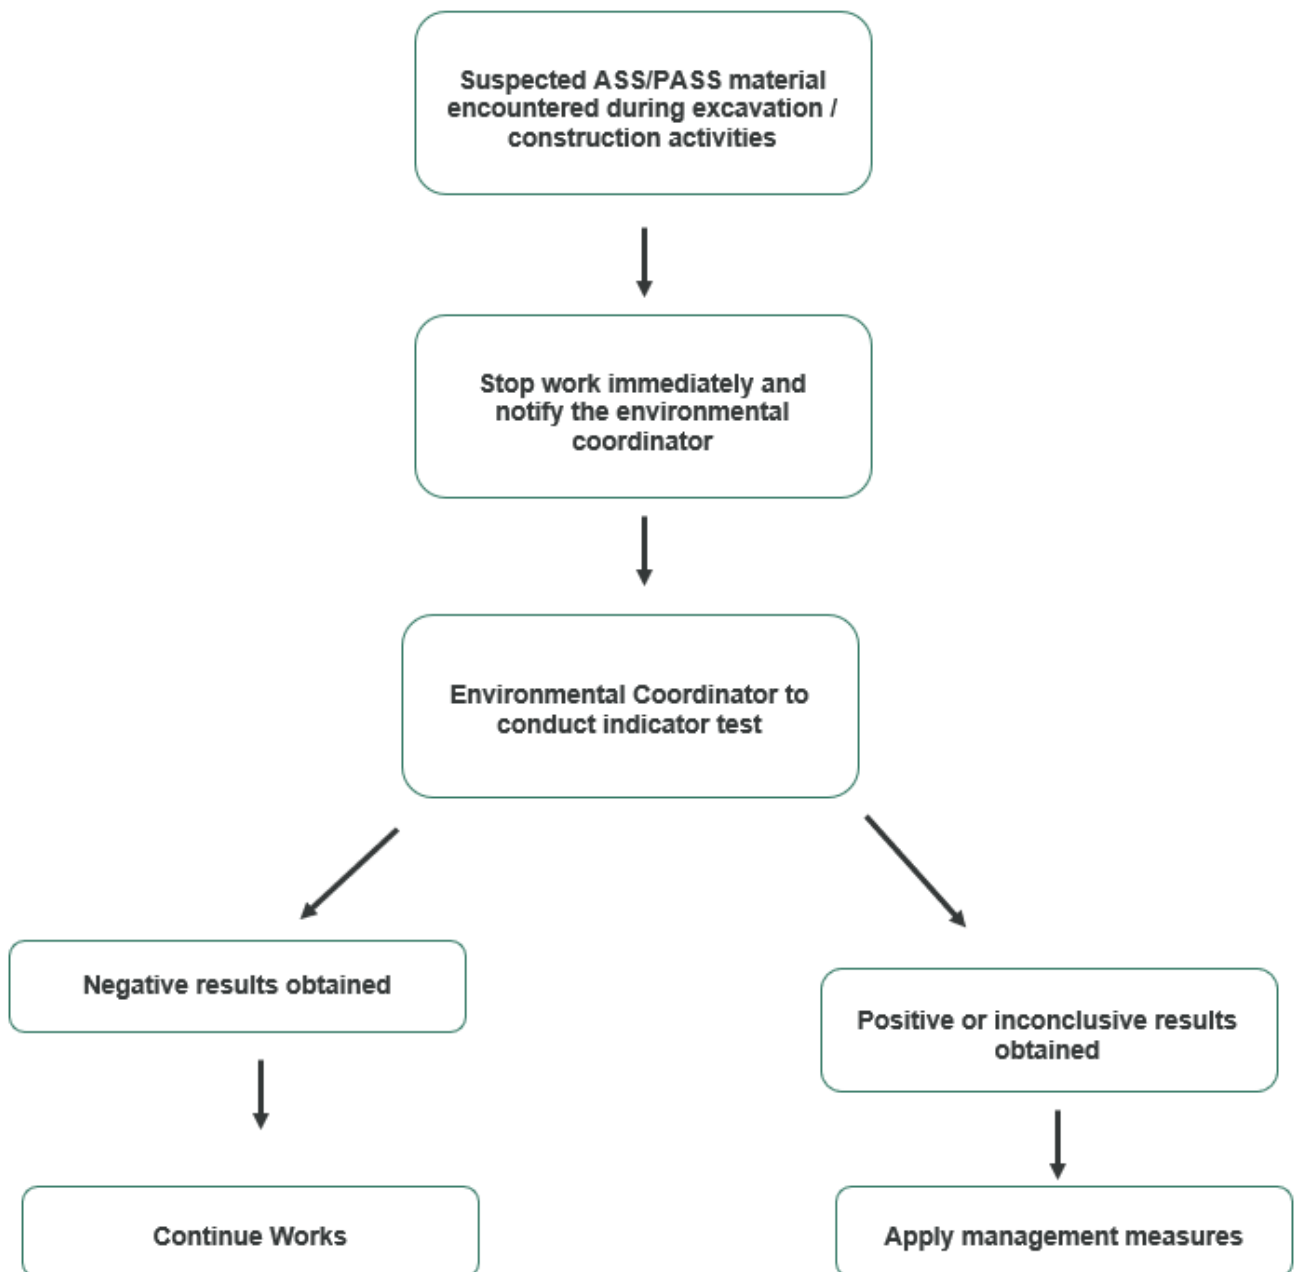 Suspected ASS/PASS material
encountered during excavation /
construction activities
Stop work immediately and
notify the environmental
coordinator
Environmental Coordinator to
conduct indicator test
Negative results obtained
Positive or inconclusive results
obtained
Continue Works
Apply management measures